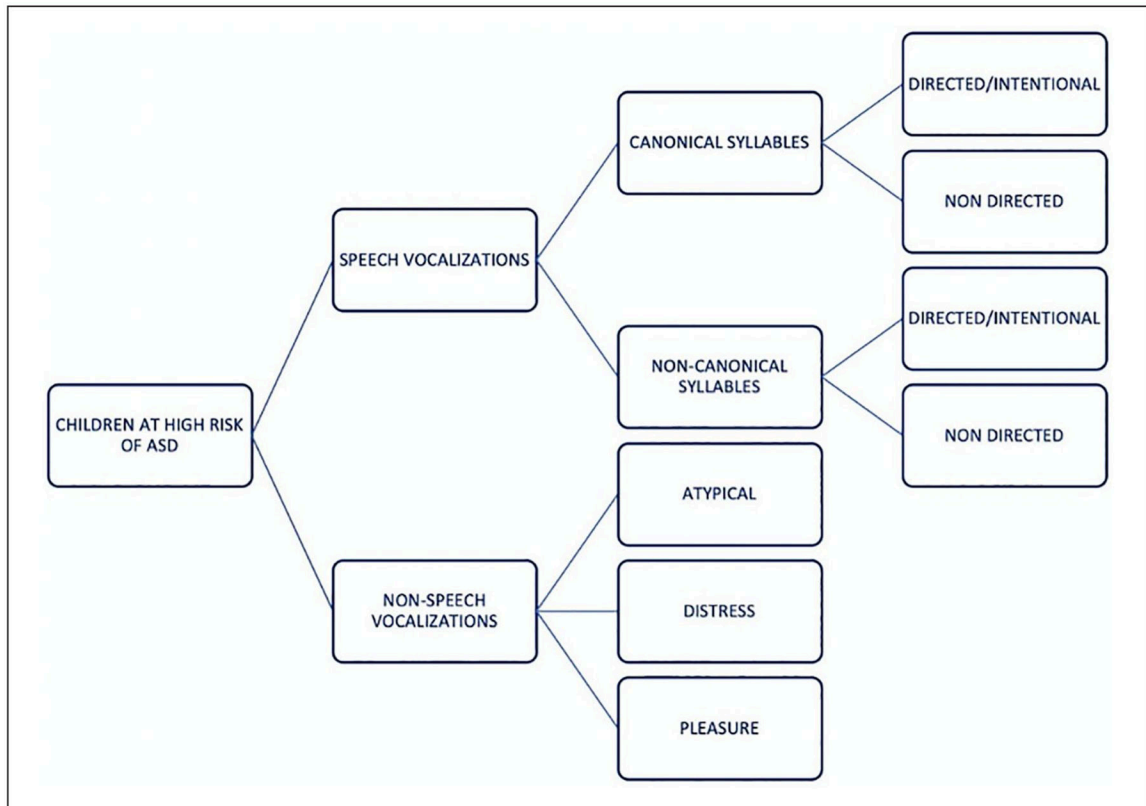 DIRECTED/INTENTIONAL
CANONICAL SYLLABLES
NON DIRECTED
SPEECH VOCALIZATIONS
DIRECTED/INTENTIONAL
NON-CANONICAL
SYLLABLES
NON DIRECTED
CHILDREN AT HIGH RISK
OF ASD
ATYPICAL
NON-SPEECH
VOCALIZATIONS
DISTRESS
PLEASURE